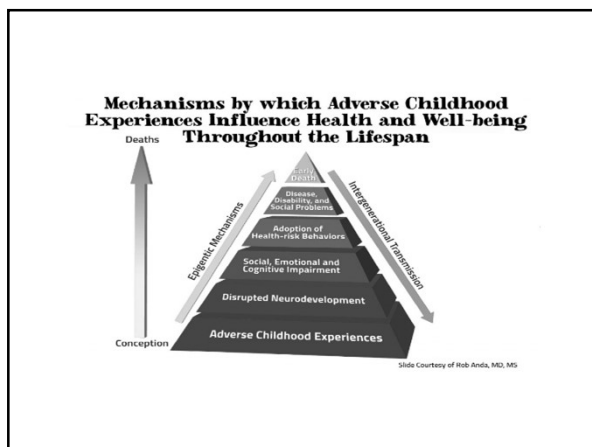 Mechanisms by which Adverse Childhood
Experiences Influence Health and Well-being
Throughout the Lifespan
Deaths
Early
Death
Disease,
Disability, and
Social Problems
Adoption of
Health-risk Behaviors
Social, Emotional and
Cognitive Impairment
Disrupted Neurodevelopment
Adverse Childhood Experiences
Epigentic Mechanisms
Intergenerational Transmission
Conception
Slide Courtesy of Rob Anda, MD, MS